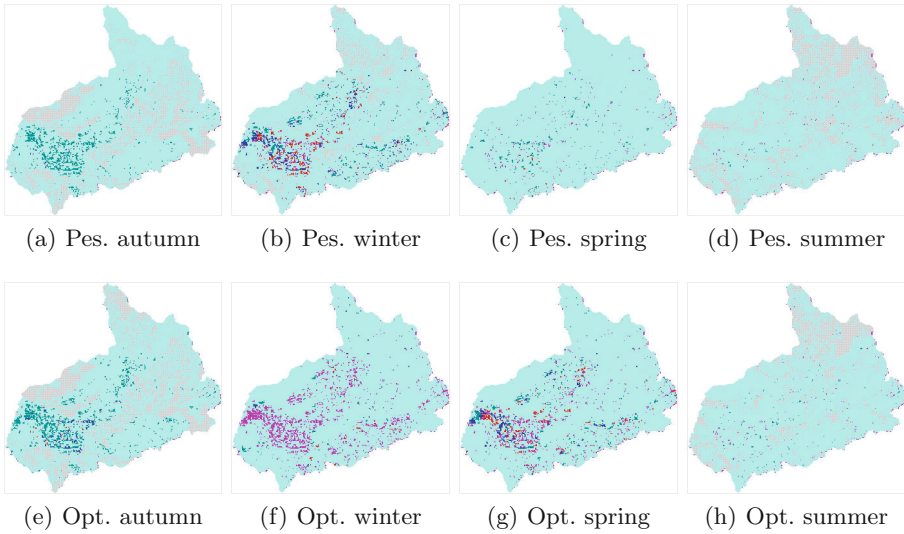 (a) Pes. autumn (b) Pes. winter (c) Pes. spring (d) Pes. summer
(e) Opt. autumn (f) Opt. winter (g) Opt. spring (h) Opt. summer